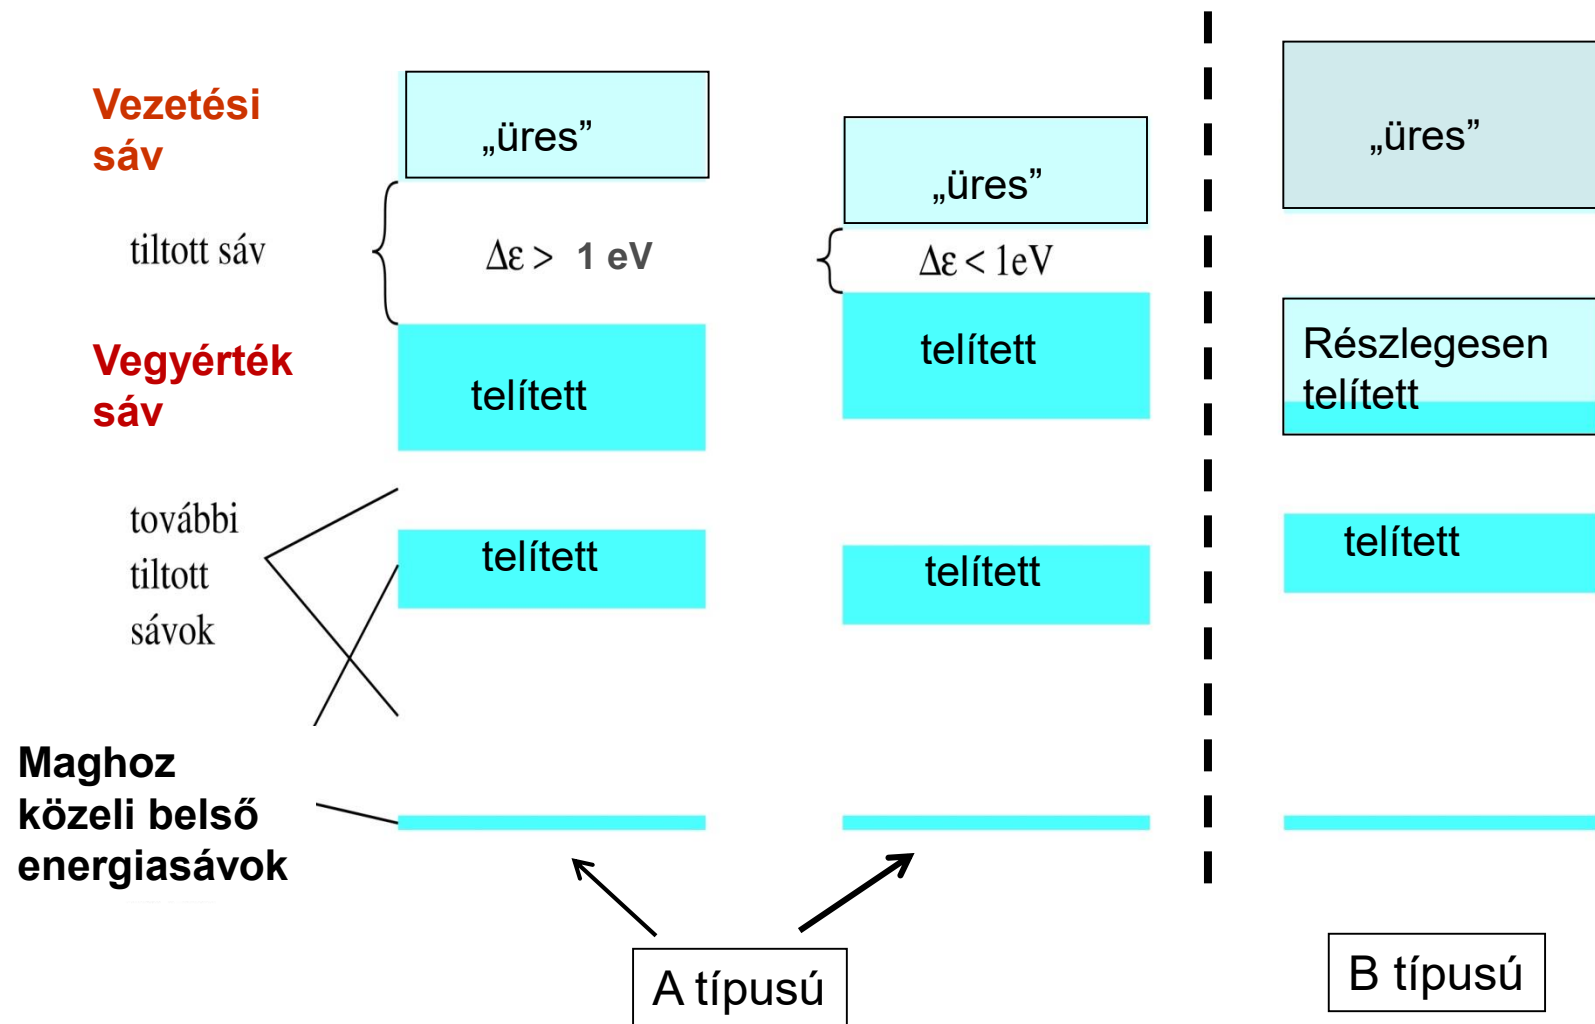 Vezetési
sáv
„üres”
„üres”
„üres”
tiltott sáv
Δε > 1 eV
Δε < 1eV
Vegyérték
sáv
telített
telített
Részlegesen
telített
további
tiltott
sávok
telített
telített
telített
Maghoz
közeli belső
energiasávok
A típusú
B típusú